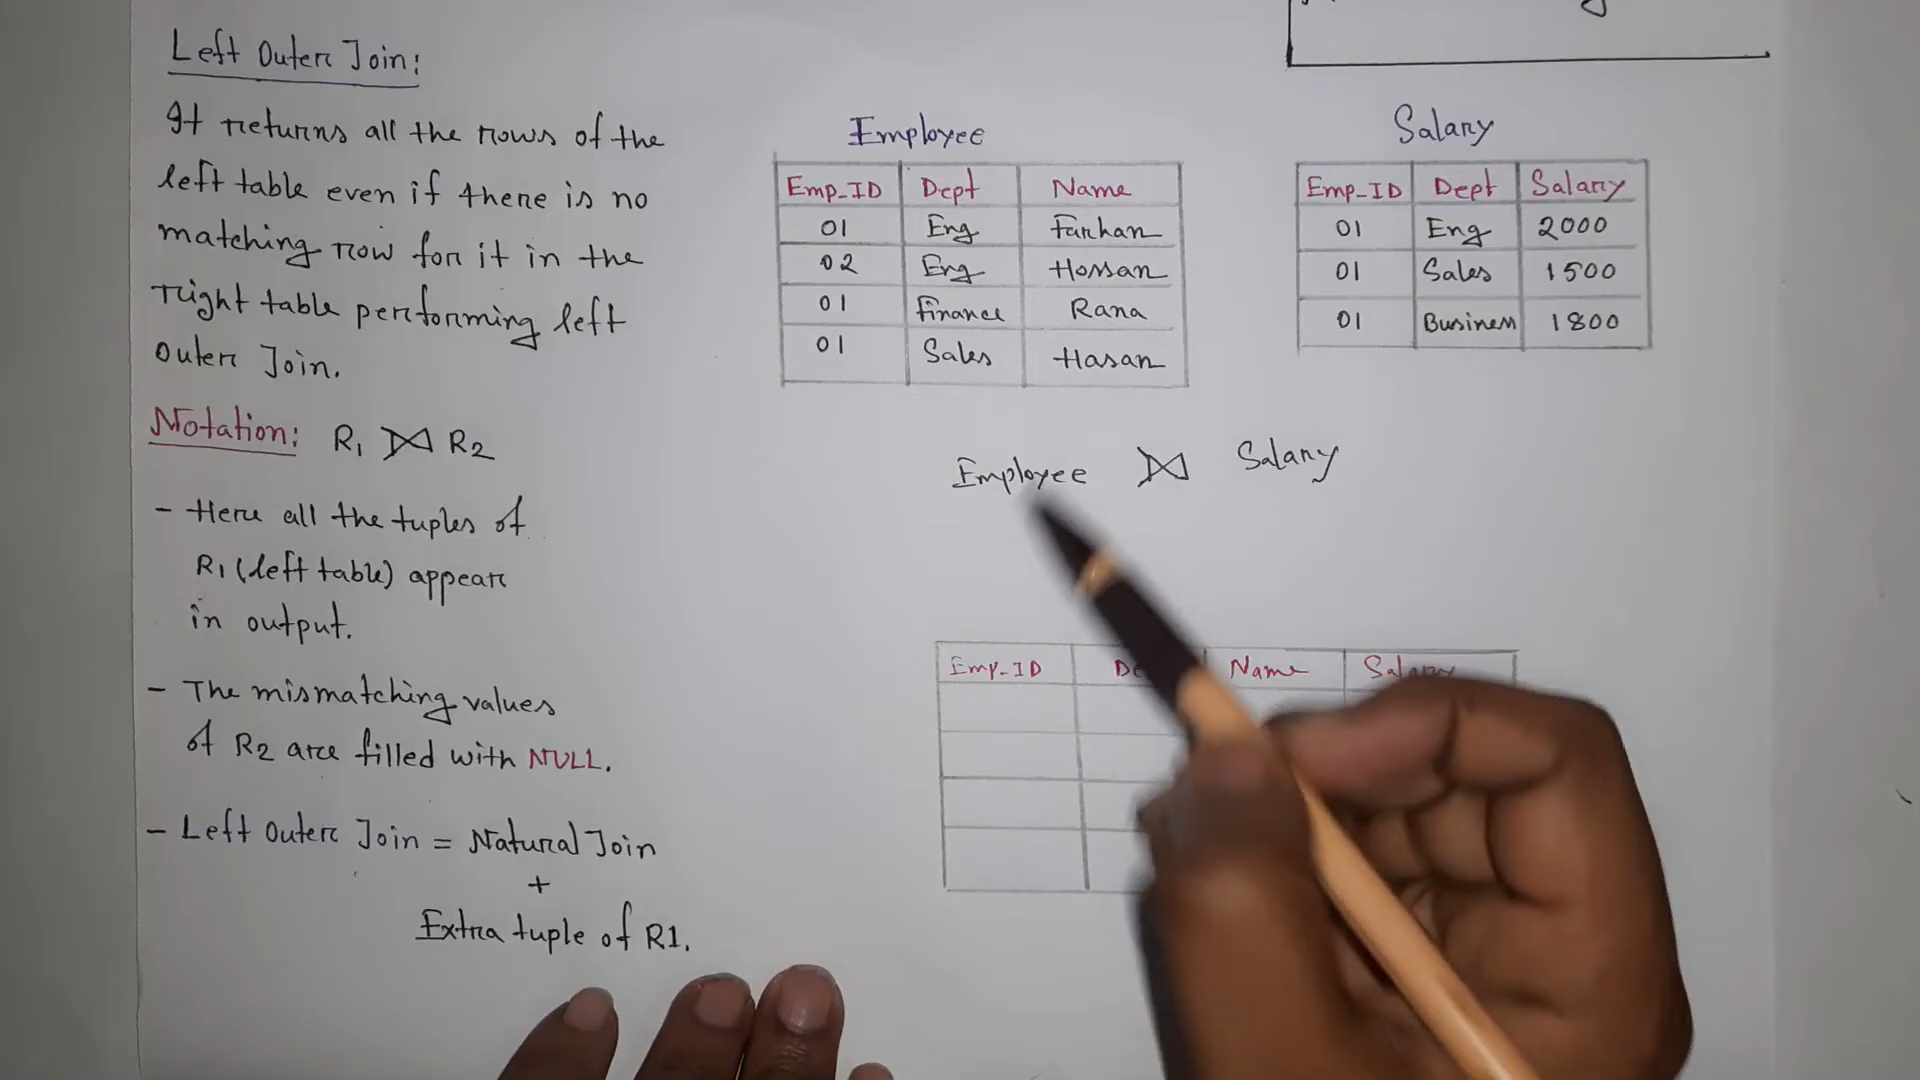 Left Outer Join:
It returns all the rows of the
left table even if there is no
matching row for it in the
right table performing left
Outer Join.
Notation: R1 ⟕ R2
- Here all the tuples of
R1 (left table) appear
in output.
- The mismatching values
of R2 are filled with NULL.
- Left Outer Join = Natural Join
+
Extra tuple of R1.
Employee
Emp_ID Dept Name
01 Eng Farhan
02 Eng Hossan
01 Finance Rana
01 Sales Hasan
Salary
Emp_ID Dept Salary
01 Eng 2000
01 Sales 1500
01 Business 1800
Employee ⟕ Salary
Emp_ID Name Salary